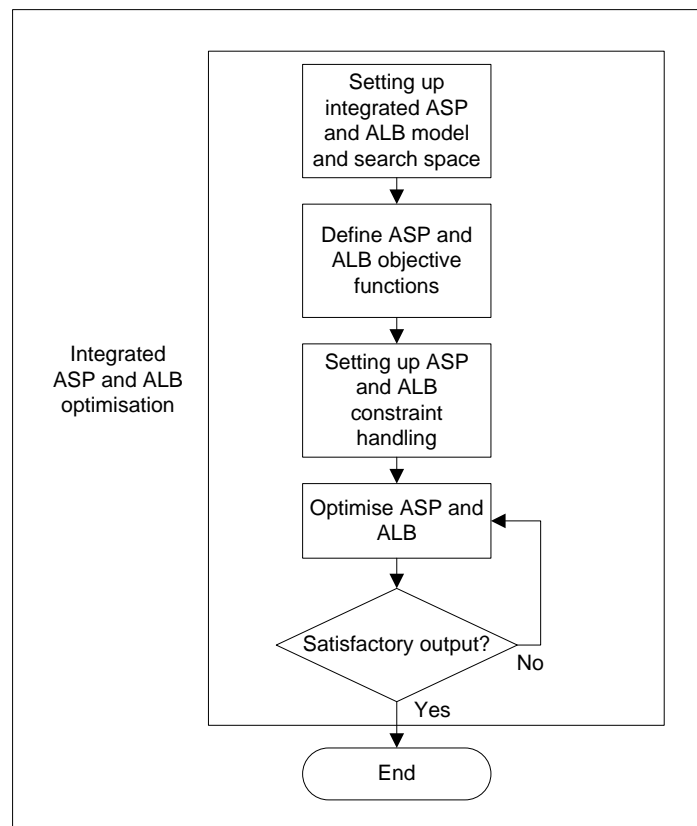 Setting up
integrated ASP
and ALB model
and search space
Define ASP and
ALB objective
functions
Integrated
ASP and ALB
optimisation
Setting up ASP
and ALB
constraint
handling
Optimise ASP and
ALB
Satisfactory output?
No
Yes
End